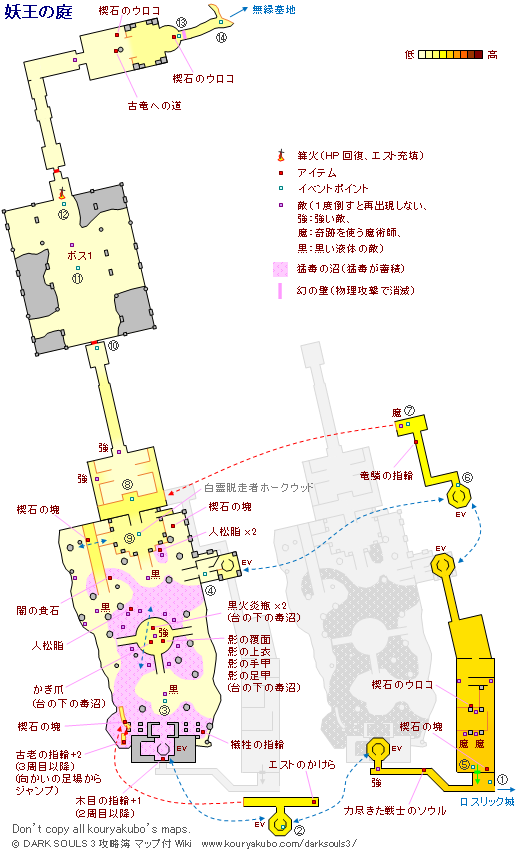 妖王の庭
楔石のウロコ
⑬
無縁墓地
⑭
楔石のウロコ
古竜への道
低
高
篝火(HP 回復、エスト充填)
アイテム
イベントポイント
敵(1度倒すと再出現しない、
強:強い敵、
魔:奇跡を使う魔術師、
黒:黒い液体の敵)
猛毒の沼(猛毒が蓄積)
幻の壁(物理攻撃で消滅)
⑫
ボス1
⑪
⑩
魔
⑦
強
竜鱗の指輪
強
⑧
白霊脱走者ホークウッド
⑥
EV
楔石の塊
楔石の塊
⑨
人松脂×2
黒
EV
EV
④
闇の貴石
黒
黒火炎瓶×2
(台の下の毒沼)
人松脂
強
影の覆面
影の上衣
影の手甲
影の足甲
(台の下の毒沼)
かぎ爪
(台の下の毒沼)
黒
③
楔石のウロコ
楔石の塊
楔石の塊
魔 魔
EV
犠牲の指輪
古老の指輪+2
(3周目以降)
(向かいの足場から
ジャンプ)
エストのかけら
EV
⑤
強
①
ロスリック城
木目の指輪+1
(2周目以降)
力尽きた戦士のソウル
EV
②
Don't copy all kouryakubo's maps.
© DARK SOULS 3 攻略簿 マップ付 Wiki www.kouryakubo.com/darksouls3/